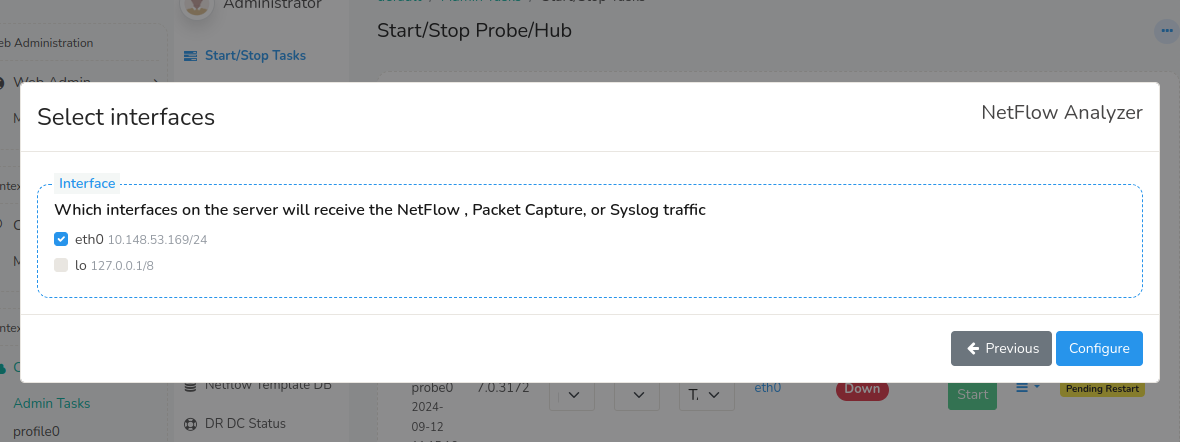 Administrator
Start/Stop Probe/Hub
eb Administration
Start/Stop Tasks
Web Admin
Select interfaces
NetFlow Analyzer
Interface
Which interfaces on the server will receive the NetFlow , Packet Capture, or Syslog traffic
eth0 10.148.53.169/24
lo 127.0.0.1/8
Previous
Configure
Netflow Template DB
probe0
7.0.3172
eth0
Down
Start
Pending Restart
2024-
09-12
Admin Tasks
DR DC Status
profile0